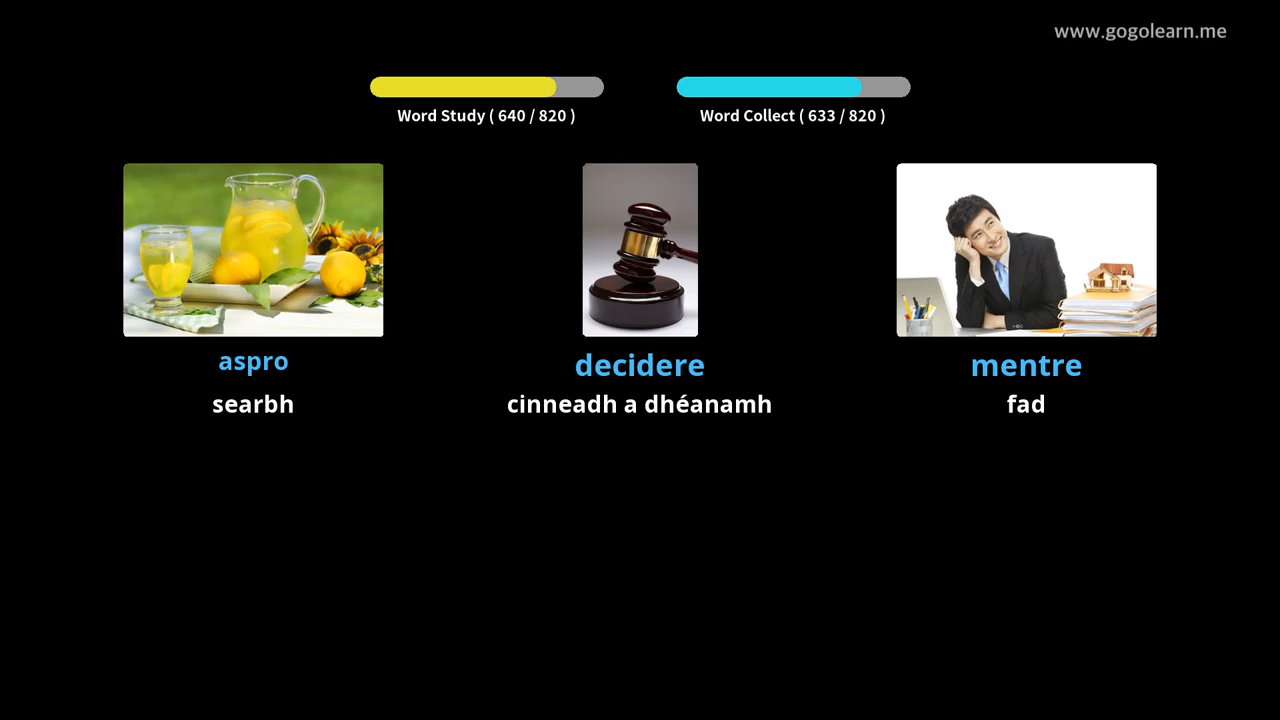 www.gogolearn.me
Word Study ( 640 / 820 )
Word Collect ( 633 / 820 )
aspro
decidere
mentre
searbh
cinneadh a dhéanamh
fad